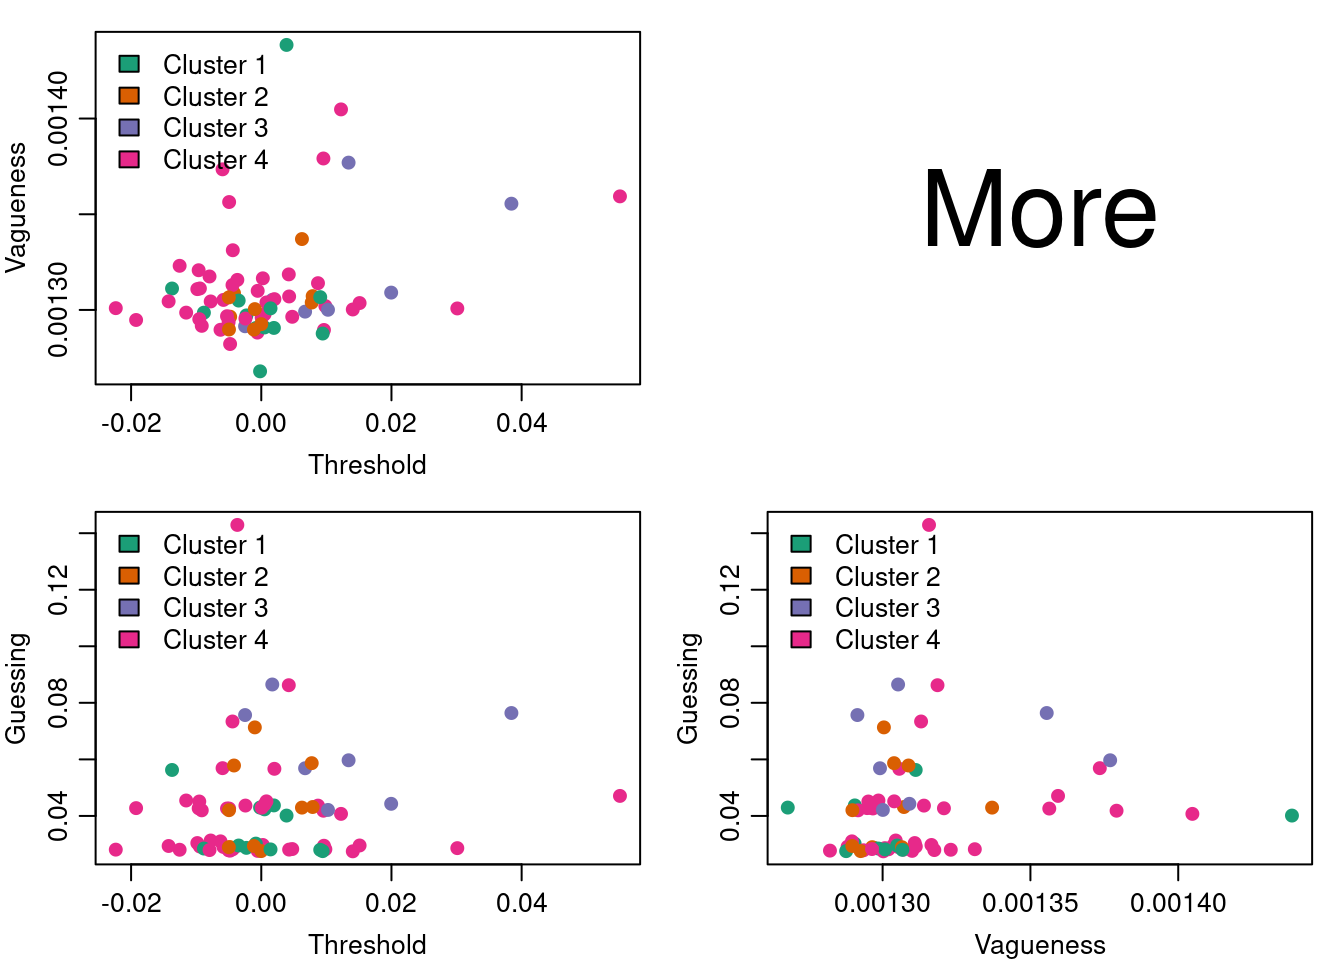 Vagueness
0.00130
0.00140
Cluster 1
Cluster 2
Cluster 3
Cluster 4
-0.02
0.00
0.02
0.04
Threshold
More
Guessing
0.04
0.08
0.12
Cluster 1
Cluster 2
Cluster 3
Cluster 4
-0.02
0.00
0.02
0.04
Threshold
Guessing
0.04
0.08
0.12
Cluster 1
Cluster 2
Cluster 3
Cluster 4
0.00130
0.00135
0.00140
Vagueness